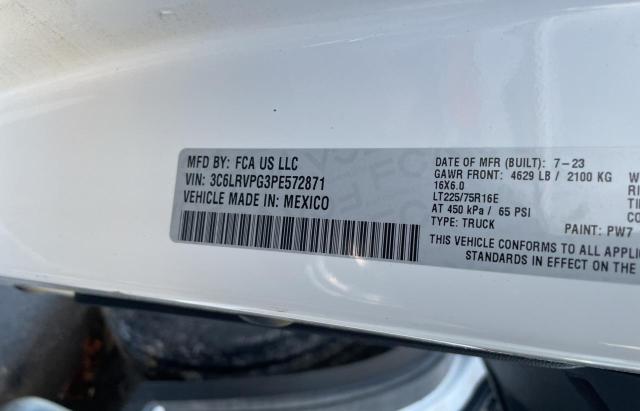 MFD BY: FCA US LLC
VIN: 3C6LRVPG3PE572871
VEHICLE MADE IN: MEXICO
DATE OF MFR (BUILT): 7-23
GAWR FRONT: 4629 LB / 2100 KG
16X6.0
LT225/75R16E
AT 450 kPa / 65 PSI
TYPE: TRUCK
PAINT: PW7
THIS VEHICLE CONFORMS TO ALL
STANDARDS IN EFFECT ON THE